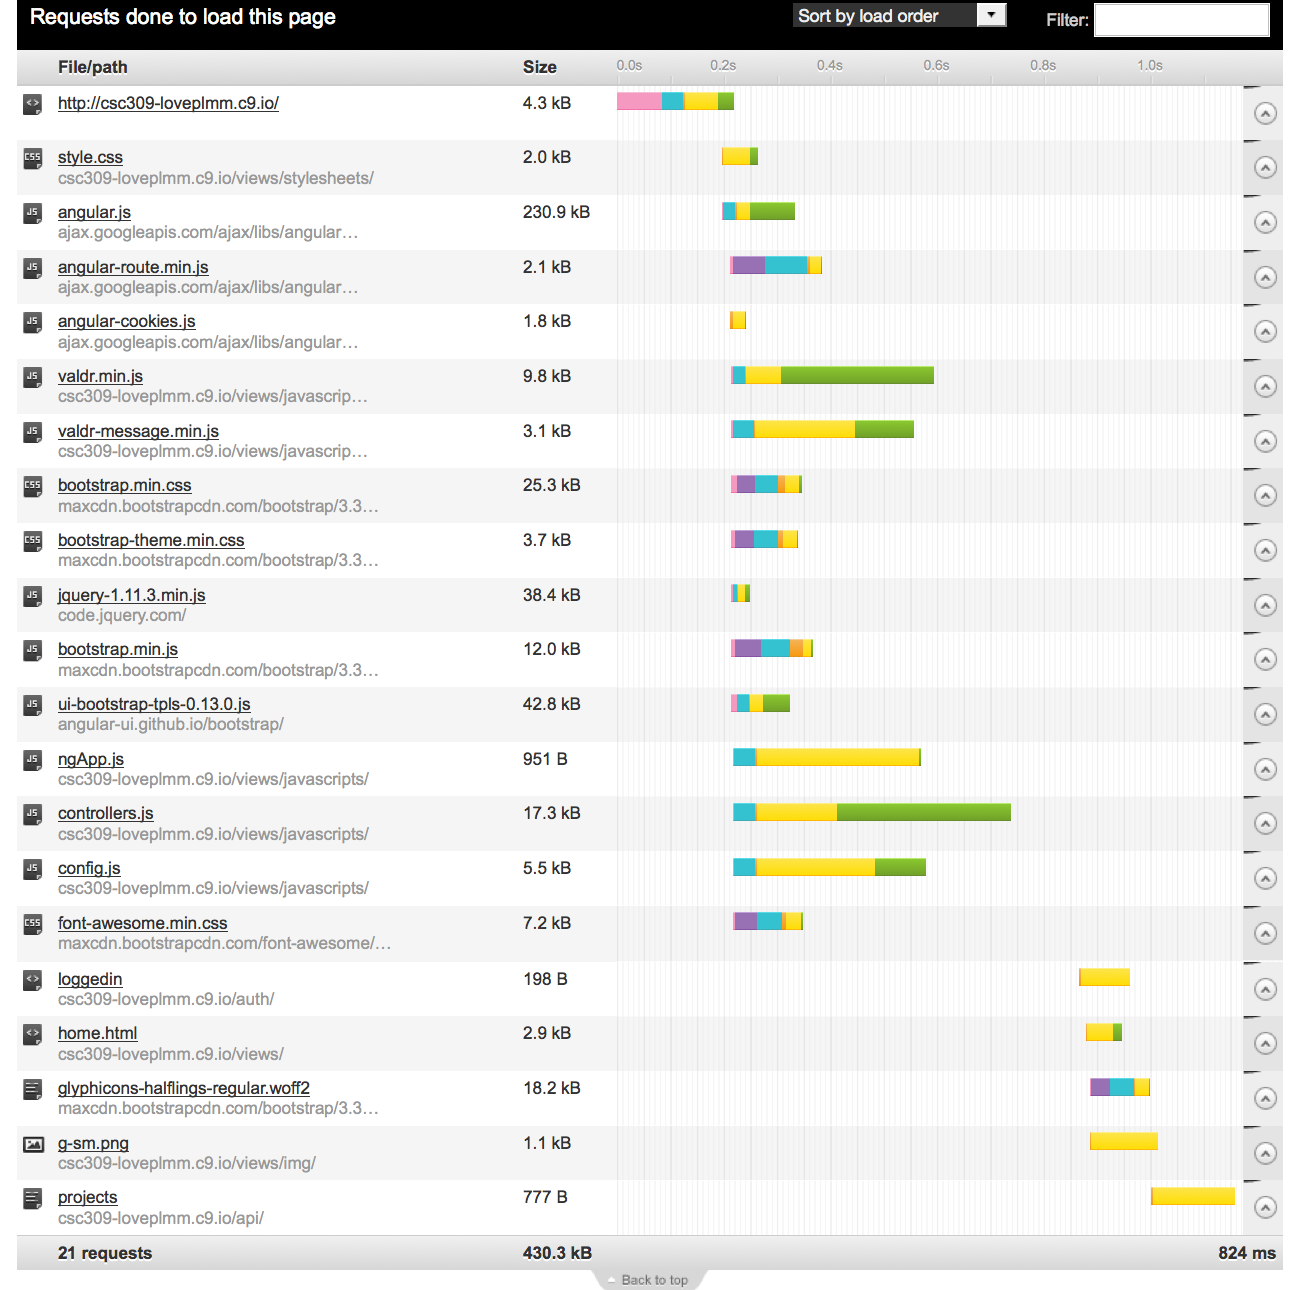 Requests done to load this page
Sort by load order
Filter:
File/path Size 0.0s 0.2s 0.4s 0.6s 0.8s 1.0s
http://csc309-loveplmm.c9.io/ 4.3 kB
style.css 2.0 kB
csc309-loveplmm.c9.io/views/stylesheets/
angular.js 230.9 kB
ajax.googleapis.com/ajax/libs/angular…
angular-route.min.js 2.1 kB
ajax.googleapis.com/ajax/libs/angular…
angular-cookies.js 1.8 kB
ajax.googleapis.com/ajax/libs/angular…
valdr.min.js 9.8 kB
csc309-loveplmm.c9.io/views/javascrip…
valdr-message.min.js 3.1 kB
csc309-loveplmm.c9.io/views/javascrip…
bootstrap.min.css 25.3 kB
maxcdn.bootstrapcdn.com/bootstrap/3.3…
bootstrap-theme.min.css 3.7 kB
maxcdn.bootstrapcdn.com/bootstrap/3.3…
jquery-1.11.3.min.js 38.4 kB
code.jquery.com/
bootstrap.min.js 12.0 kB
maxcdn.bootstrapcdn.com/bootstrap/3.3…
ui-bootstrap-tpls-0.13.0.js 42.8 kB
angular-ui.github.io/bootstrap/
ngApp.js 951 B
csc309-loveplmm.c9.io/views/javascripts/
controllers.js 17.3 kB
csc309-loveplmm.c9.io/views/javascripts/
config.js 5.5 kB
csc309-loveplmm.c9.io/views/javascripts/
font-awesome.min.css 7.2 kB
maxcdn.bootstrapcdn.com/font-awesome/…
loggedin 198 B
csc309-loveplmm.c9.io/auth/
home.html 2.9 kB
csc309-loveplmm.c9.io/views/
glyphicons-halflings-regular.woff2 18.2 kB
maxcdn.bootstrapcdn.com/bootstrap/3.3…
g-sm.png 1.1 kB
csc309-loveplmm.c9.io/views/img/
projects 777 B
csc309-loveplmm.c9.io/api/
21 requests 430.3 kB 824 ms
Back to top